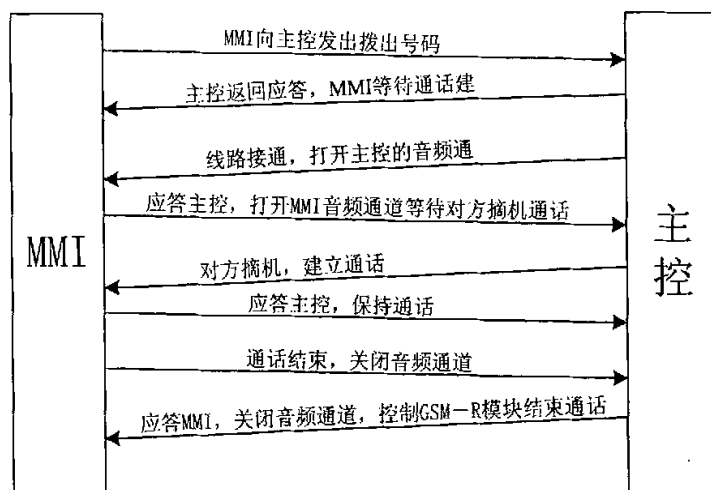 MMI向主控发出拨出号码
主控返回应答，MMI等待通话建
线路接通，打开主控的音频通
应答主控，打开MMI音频通道等待对方摘机通话
MMI
主控
对方摘机，建立通话
应答主控，保持通话
通话结束，关闭音频通道
应答MMI，关闭音频通道，控制GSM－R模块结束通话